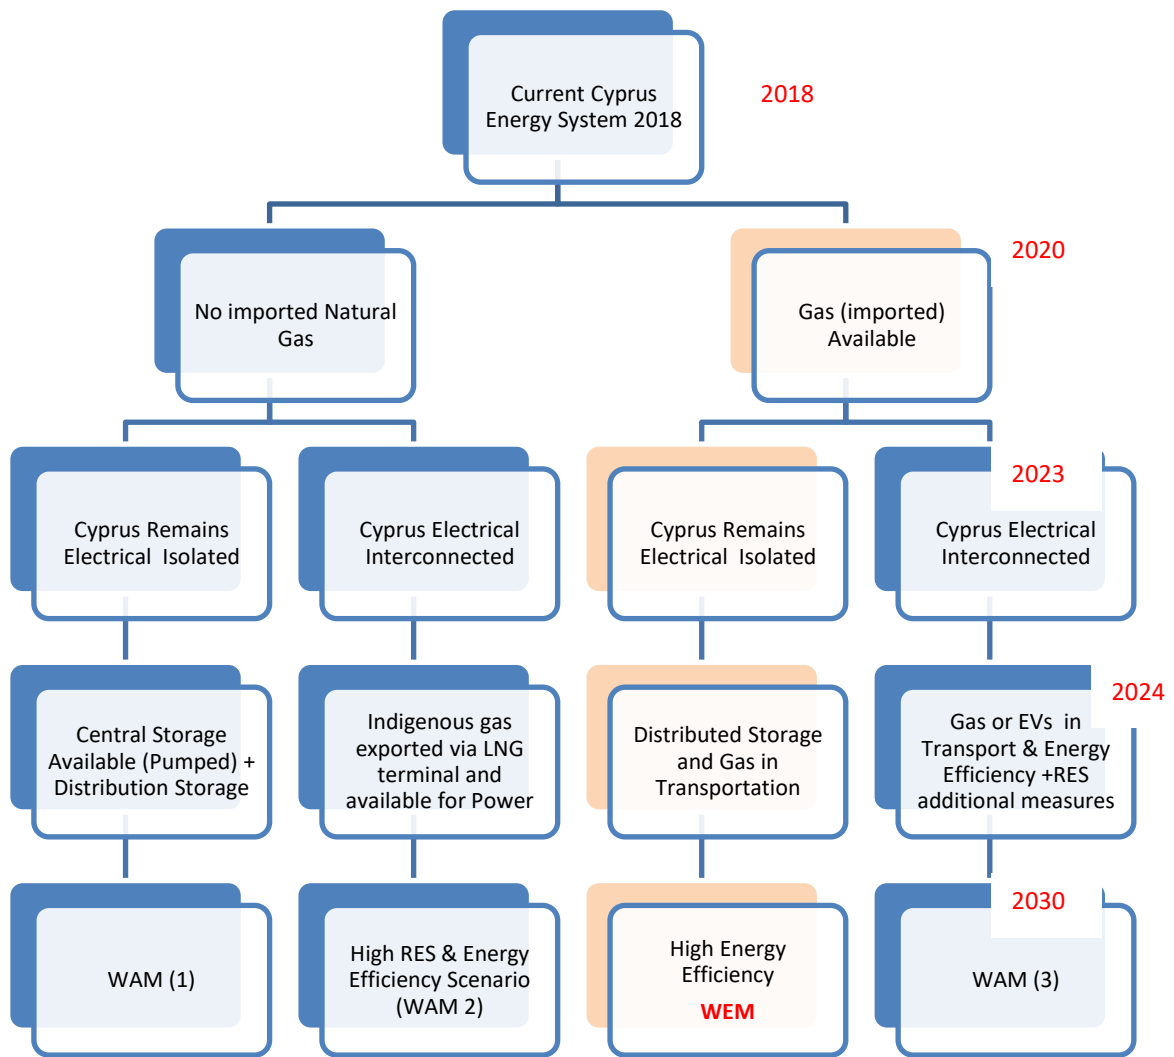 Current Cyprus
Energy System 2018
2018
No imported Natural
Gas
Gas (imported)
Available
2020
Cyprus Remains
Electrical Isolated
Cyprus Electrical
Interconnected
Cyprus Remains
Electrical Isolated
Cyprus Electrical
Interconnected
2023
Central Storage
Available (Pumped) +
Distribution Storage
Indigenous gas
exported via LNG
terminal and
available for Power
Distributed Storage
and Gas in
Transportation
Gas or EVs in
Transport & Energy
Efficiency +RES
additional measures
2024
WAM (1)
High RES & Energy
Efficiency Scenario
(WAM 2)
High Energy
Efficiency
WEM
WAM (3)
2030